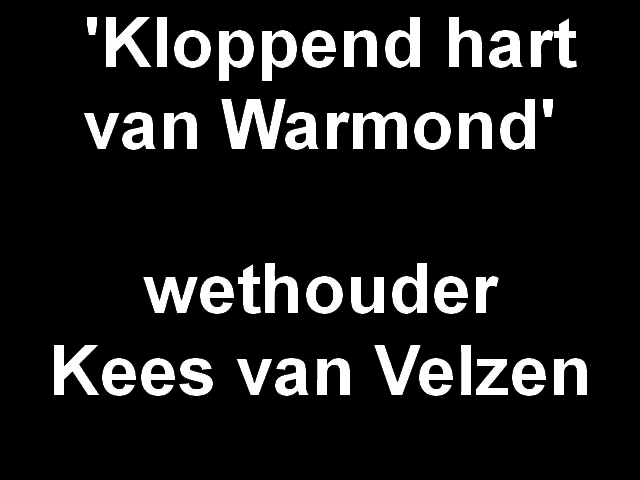 'Kloppend hart
van Warmond'
wethouder
Kees van Velzen